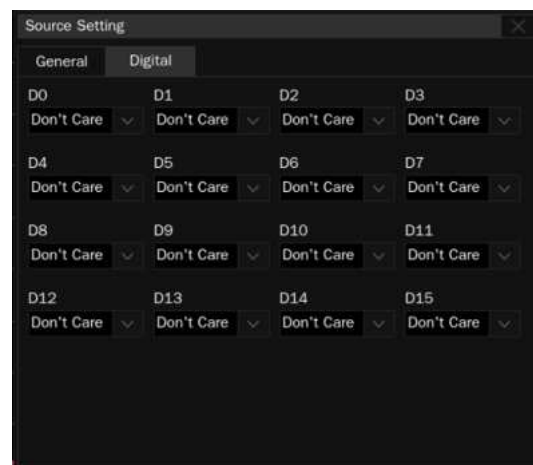 Source Setting
General Digital
D0 D1 D2 D3
Don't Care Don't Care Don't Care Don't Care
D4 D5 D6 D7
Don't Care Don't Care Don't Care Don't Care
D8 D9 D10 D11
Don't Care Don't Care Don't Care Don't Care
D12 D13 D14 D15
Don't Care Don't Care Don't Care Don't Care